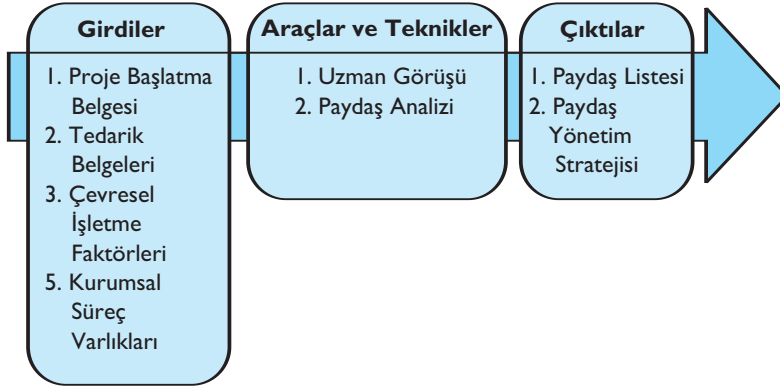 Girdiler
1. Proje Başlatma
Belgesi
2. Tedarik
Belgeleri
3. Çevresel
İşletme
Faktörleri
5. Kurumsal
Süreç
Varlıkları
Araçlar ve Teknikler
1. Uzman Görüşü
2. Paydaş Analizi
Çıktılar
1. Paydaş Listesi
2. Paydaş
Yönetim
Stratejisi